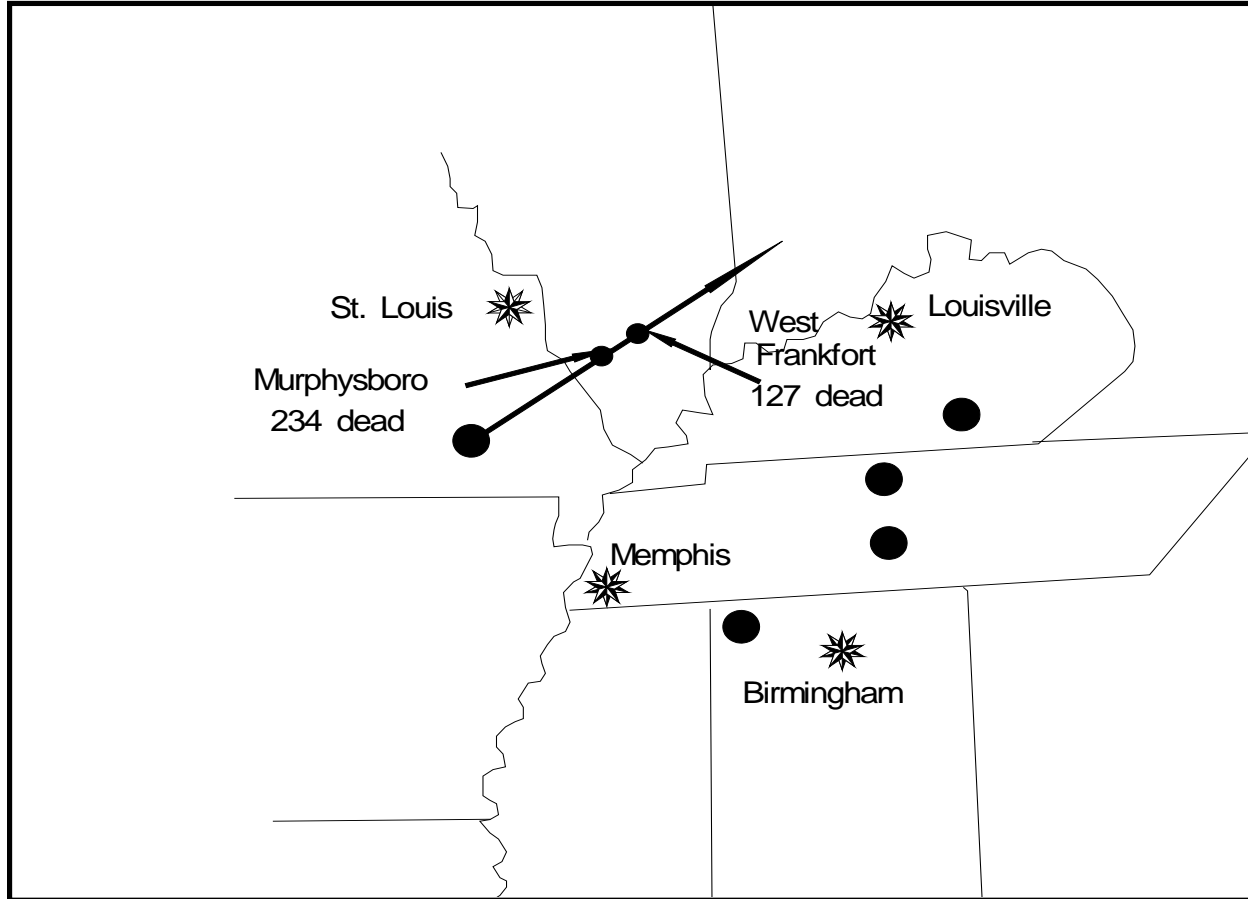 St. Louis
Louisville
West
Frankfort
127 dead
Murphysboro
234 dead
Memphis
Birmingham